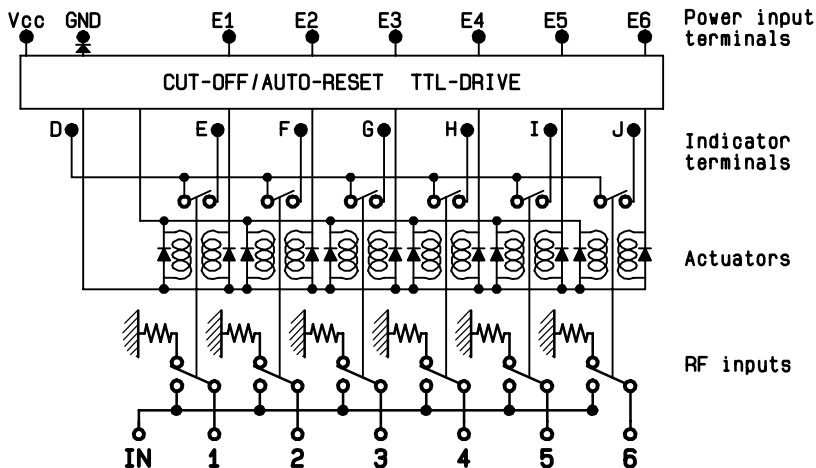 Vcc GND E1 E2 E3 E4 E5 E6 Power input
terminals
CUT-OFF/AUTO-RESET TTL-DRIVE
D E F G H I J Indicator
terminals
Actuators
RF inputs
IN 1 2 3 4 5 6